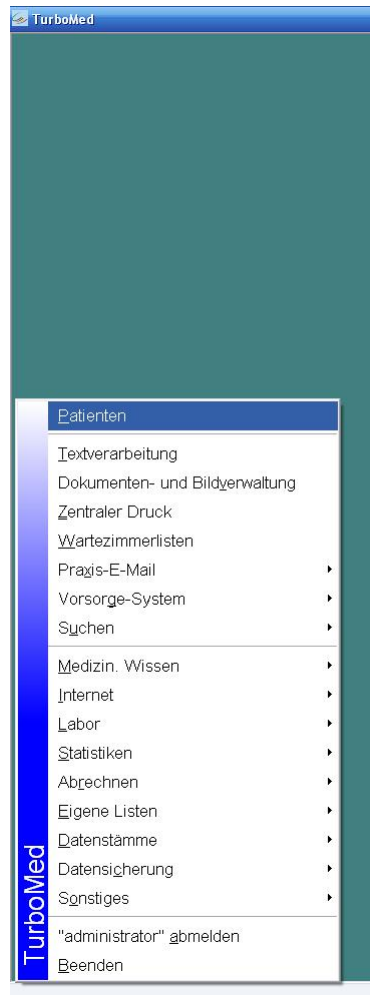 TurboMed
Patienten
Textverarbeitung
Dokumenten- und Bildverwaltung
Zentraler Druck
Wartezimmerlisten
Praxis-E-Mail
Vorsorge-System
Suchen
Medizin. Wissen
Internet
Labor
Statistiken
Abrechnen
Eigene Listen
Datenstämme
Datensicherung
Sonstiges
"administrator" abmelden
Beenden
TurboMed